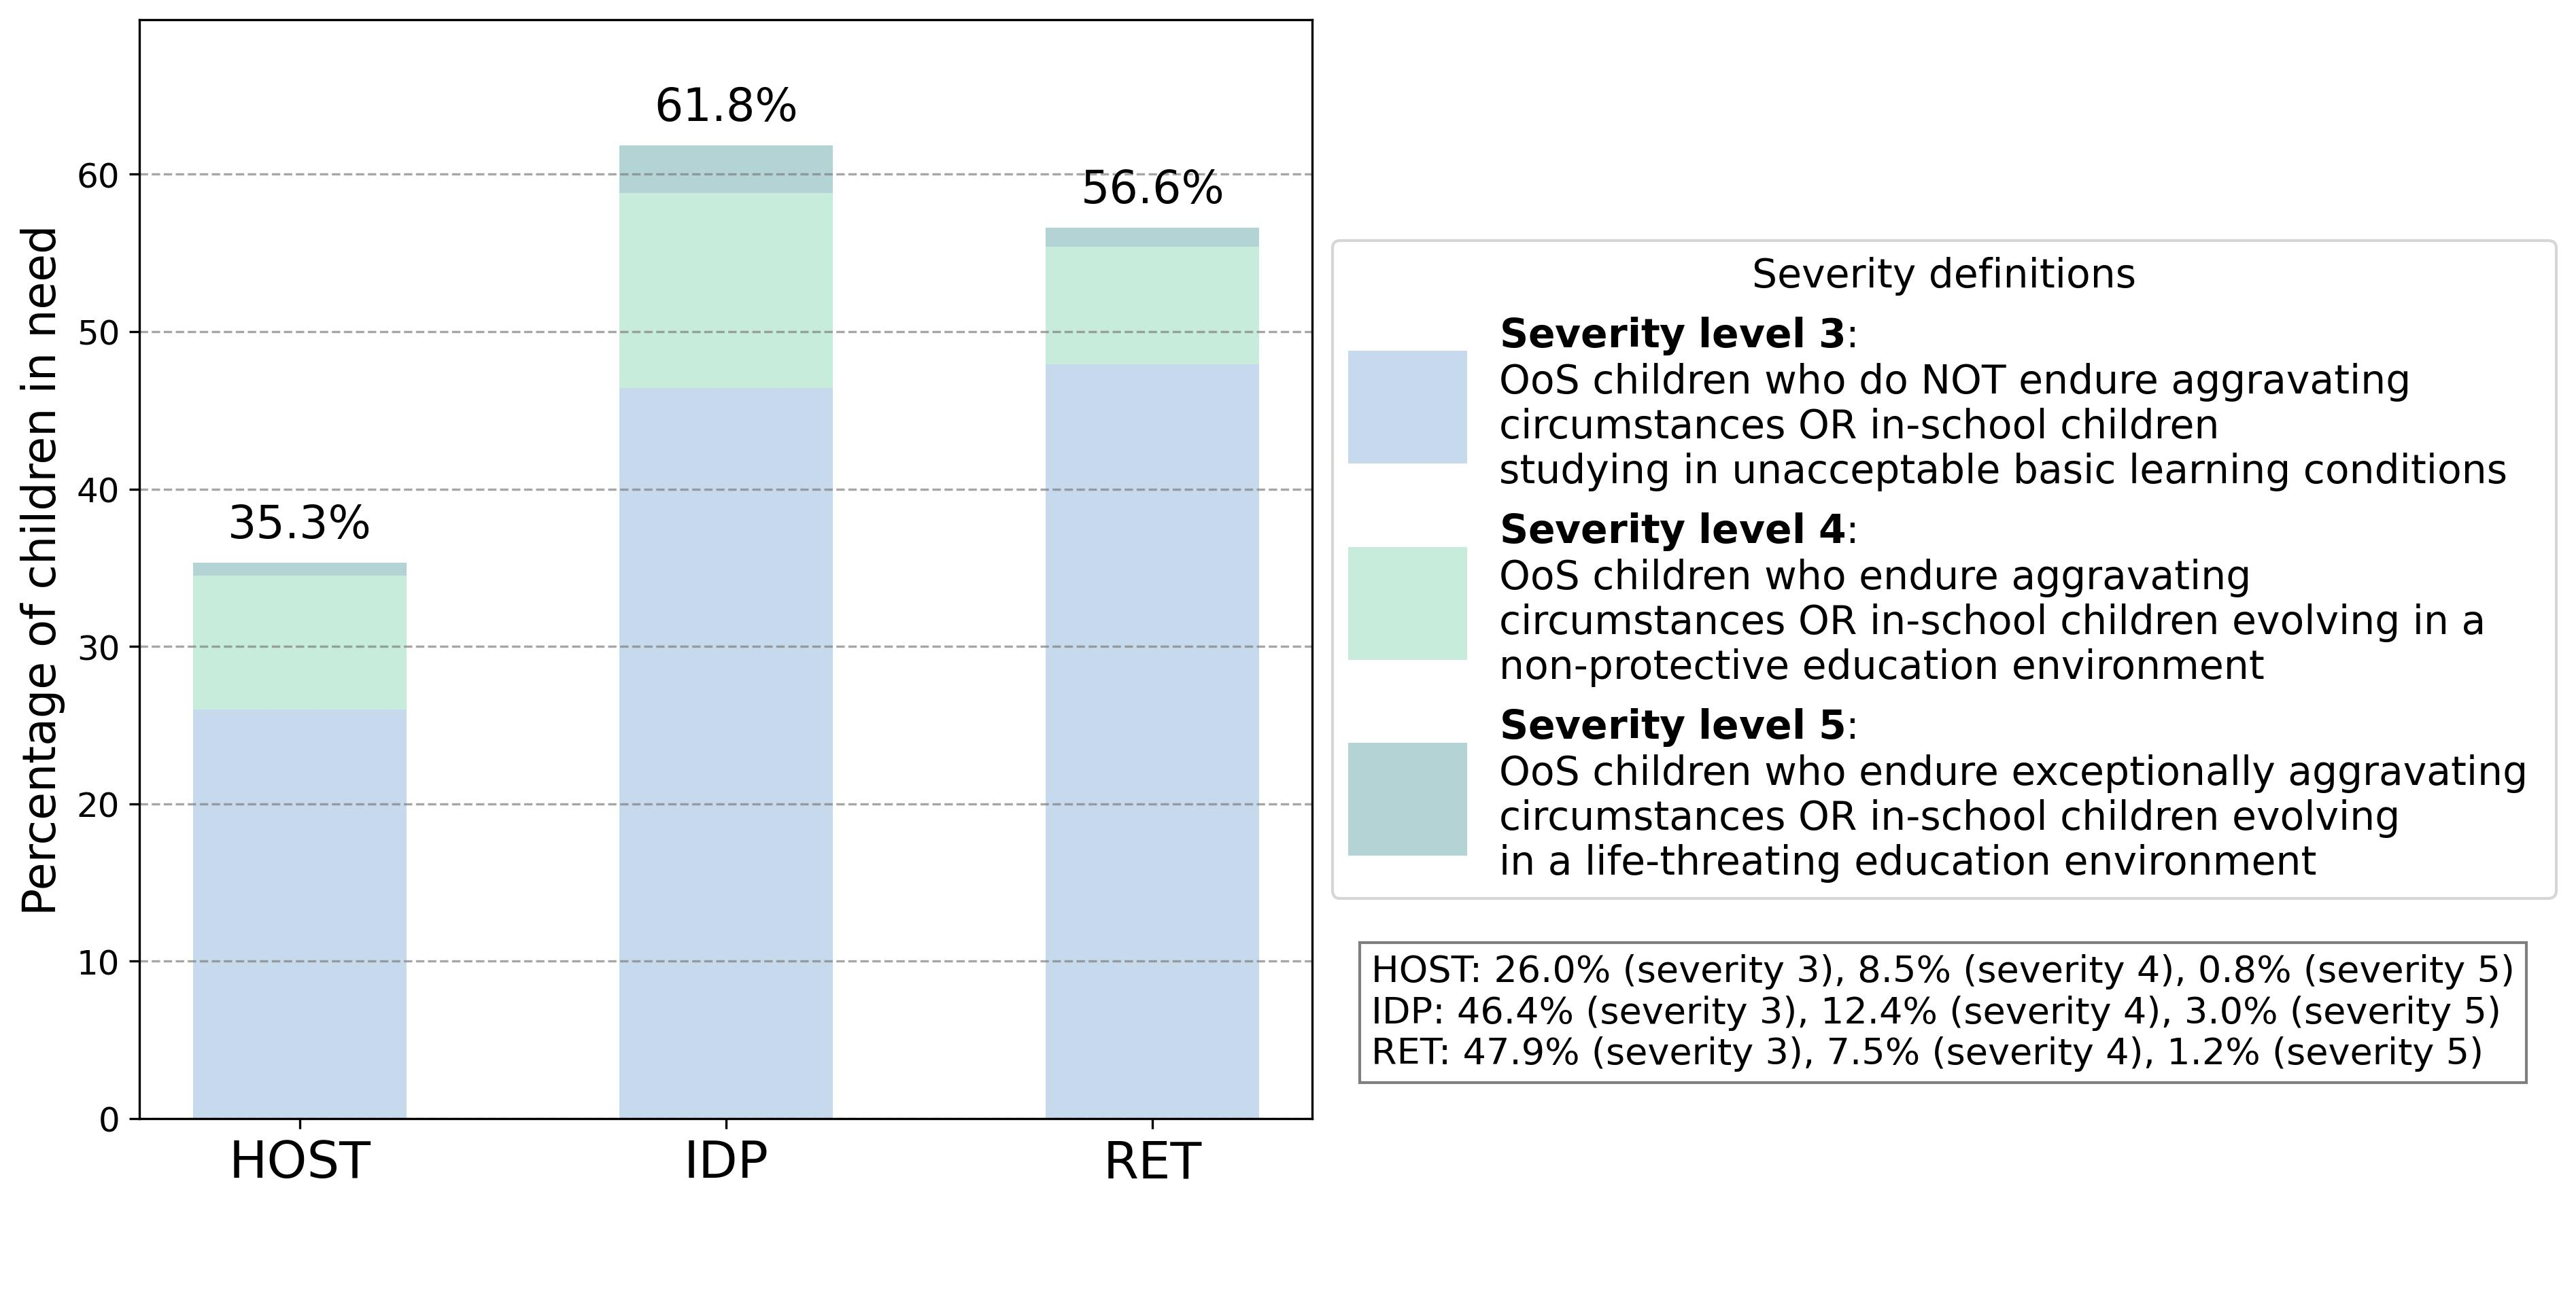 Percentage of children in need
60
50
40
30
20
10
0
35.3%
61.8%
56.6%
HOST
IDP
RET
Severity definitions
Severity level 3:
OoS children who do NOT endure aggravating
circumstances OR in-school children
studying in unacceptable basic learning conditions
Severity level 4:
OoS children who endure aggravating
circumstances OR in-school children evolving in a
non-protective education environment
Severity level 5:
OoS children who endure exceptionally aggravating
circumstances OR in-school children evolving
in a life-threating education environment
HOST: 26.0% (severity 3), 8.5% (severity 4), 0.8% (severity 5)
IDP: 46.4% (severity 3), 12.4% (severity 4), 3.0% (severity 5)
RET: 47.9% (severity 3), 7.5% (severity 4), 1.2% (severity 5)